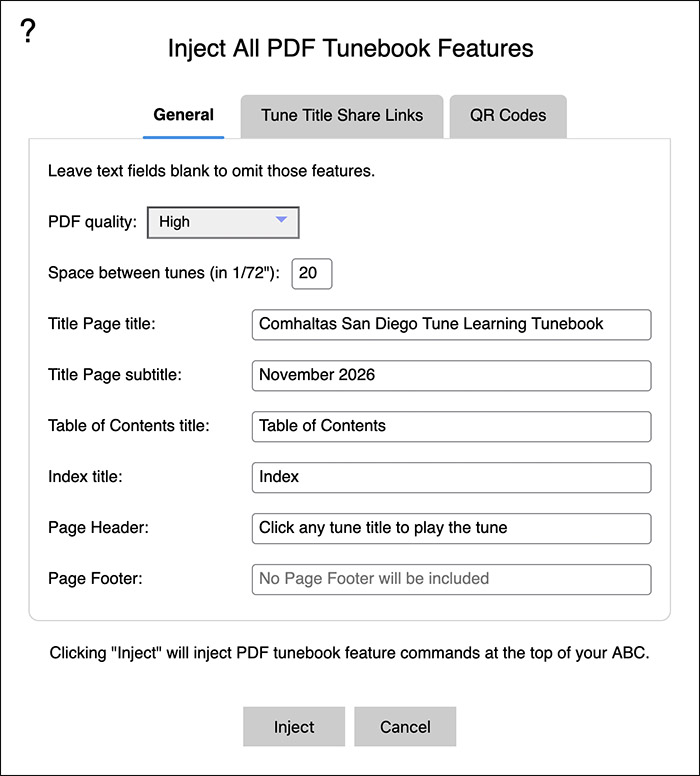 ?
Inject All PDF Tunebook Features
General Tune Title Share Links QR Codes
Leave text fields blank to omit those features.
PDF quality: High
Space between tunes (in 1/72"): 20
Title Page title: Comhaltas San Diego Tune Learning Tunebook
Title Page subtitle: November 2026
Table of Contents title: Table of Contents
Index title: Index
Page Header: Click any tune title to play the tune
Page Footer: No Page Footer will be included
Clicking "Inject" will inject PDF tunebook feature commands at the top of your ABC.
Inject Cancel